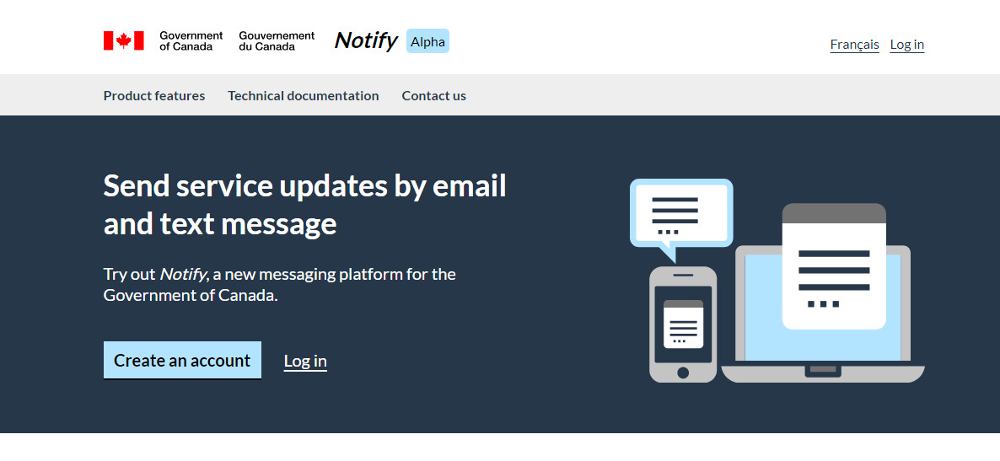 Government of Canada
Gouvernement du Canada
Notify Alpha
Français Log in
Product features Technical documentation Contact us
Send service updates by email
and text message
Try out Notify, a new messaging platform for the
Government of Canada.
Create an account Log in